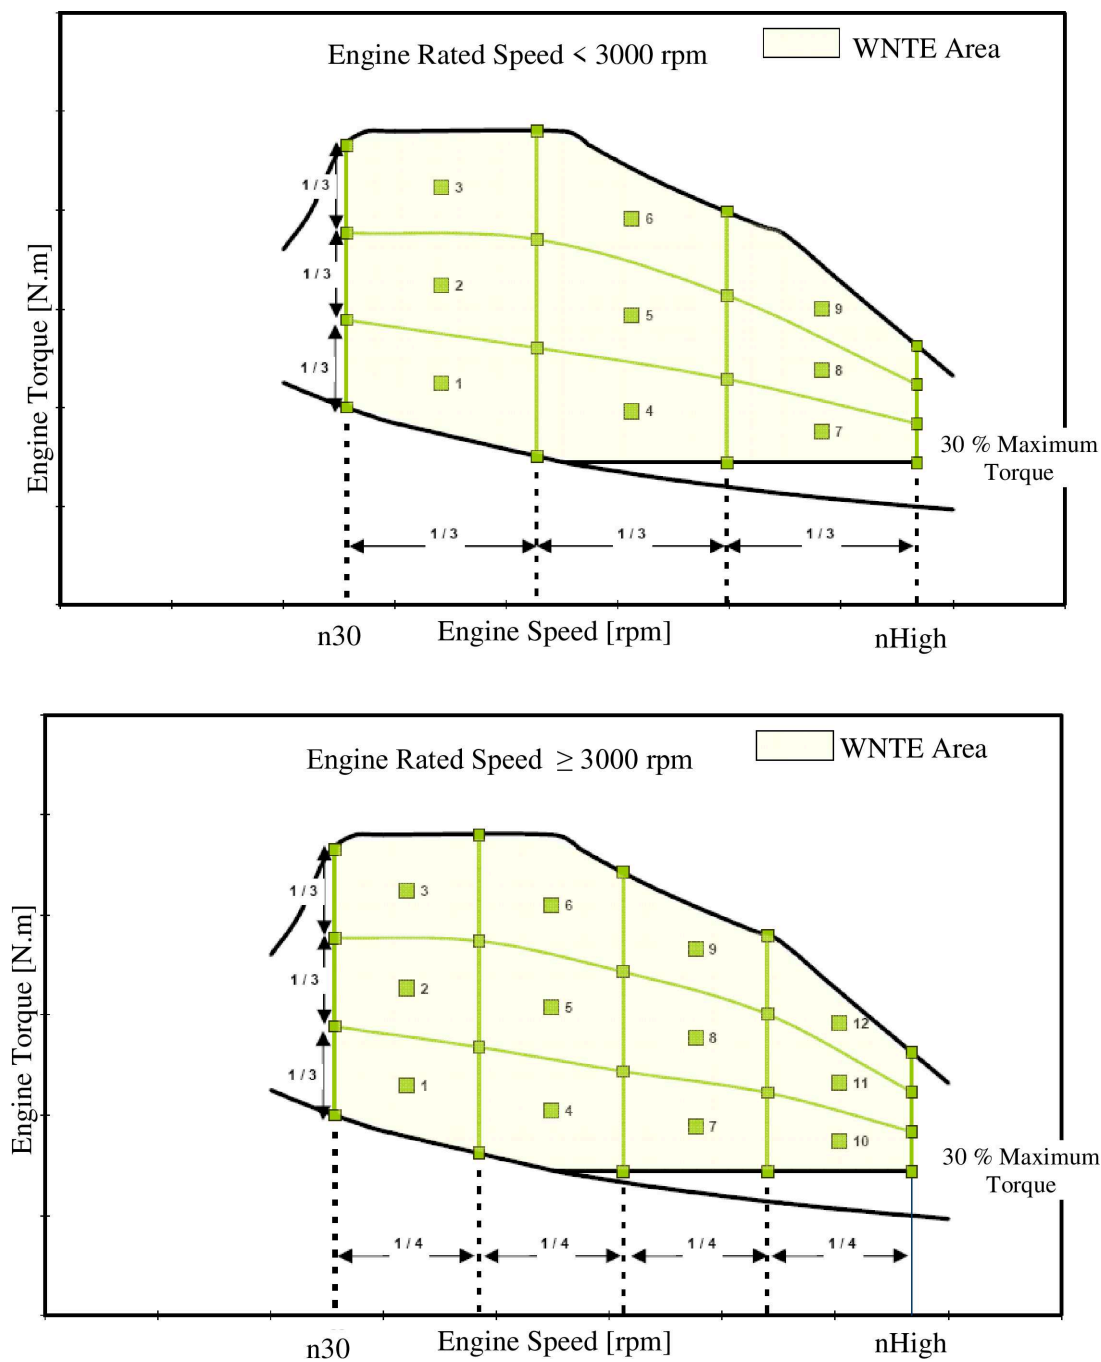 Engine Rated Speed < 3000 rpm
WNTE Area
1 / 3
3
6
1 / 3
2
5
9
1 / 3
8
1
4
7
Engine Torque [N.m]
30 % Maximum
Torque
1 / 3
1 / 3
1 / 3
n30
Engine Speed [rpm]
nHigh
Engine Rated Speed ≥ 3000 rpm
WNTE Area
1 / 3
3
6
9
1 / 3
2
5
8
12
1 / 3
1
4
7
11
10
Engine Torque [N.m]
30 % Maximum
Torque
1 / 4
1 / 4
1 / 4
1 / 4
n30
Engine Speed [rpm]
nHigh